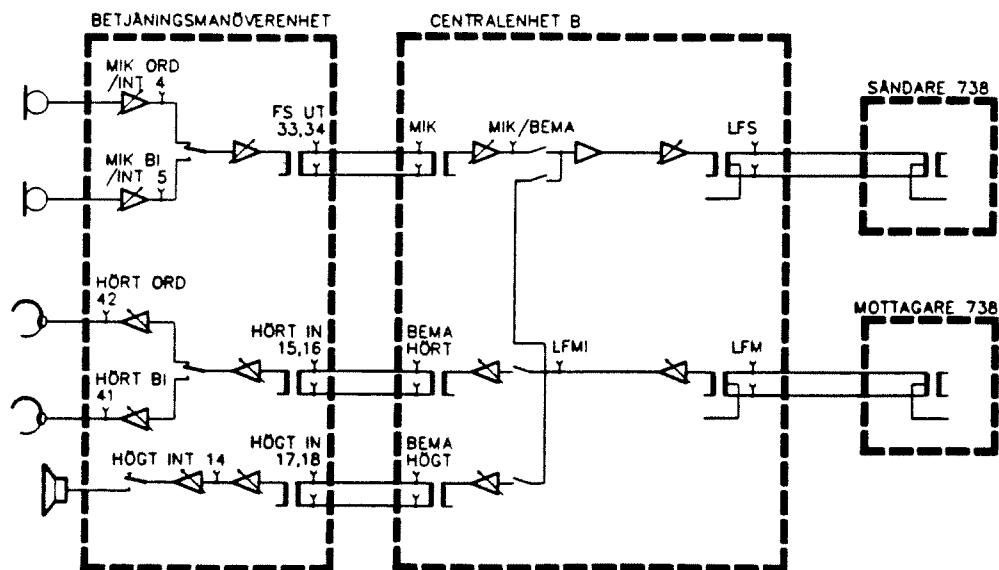 BETJÄNINGSMANÖVERENHET
CENTRALENHET B
MIK ORD
/INT 4
FS UT
33,34
MIK
MIK/BEMA
LFS
SÄNDARE 738
MIK BI
/INT 5
HÖRT ORD
42
HÖRT IN
15,16
BEMA
HÖRT
LFMI
LFM
MOTTAGARE 738
HÖRT BI
41
HÖGT INT 14
HÖGT IN
17,18
BEMA
HÖGT